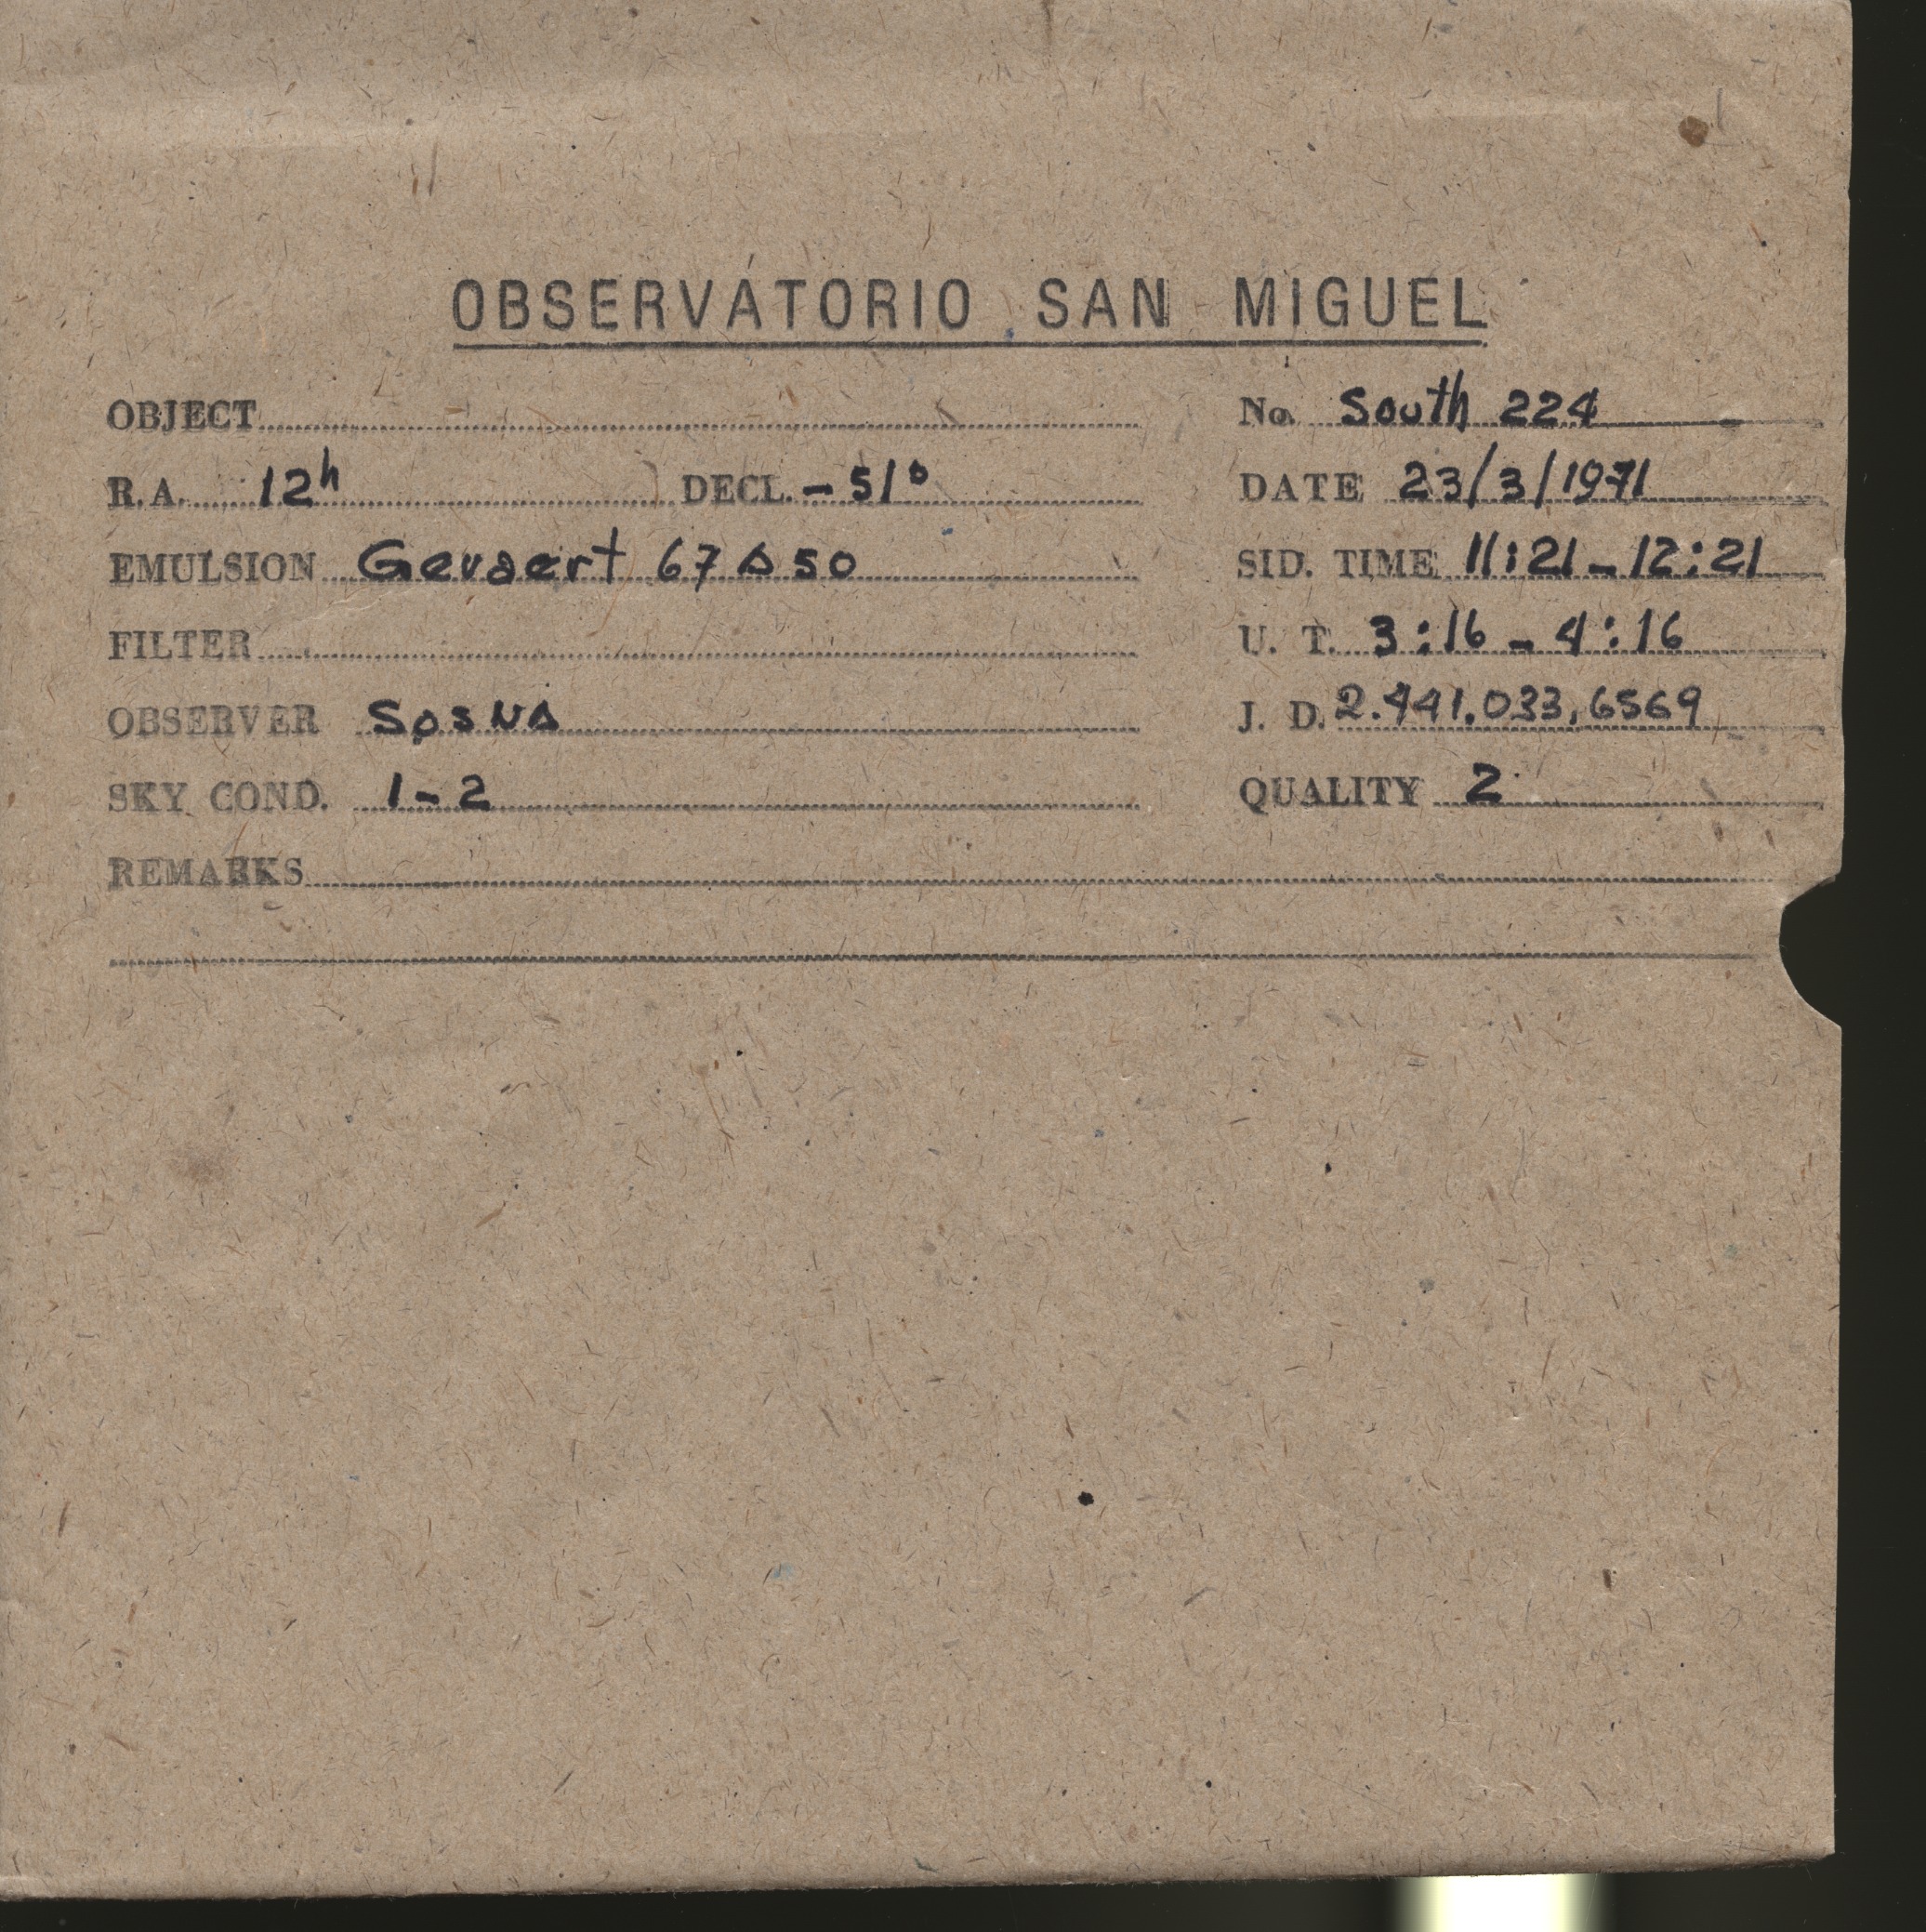 OBSERVATORIO SAN MIGUEL
OBJECT No. South 224
R.A. 12h DECL. -51° DATE 23/3/1971
EMULSION Gevaert 67A50 SID. TIME 11:21-12:21
FILTER U. T. 3:16-4:16
OBSERVER Sosna J. D. 2.441.033,6569
SKY COND. 1-2 QUALITY 2
REMARKS